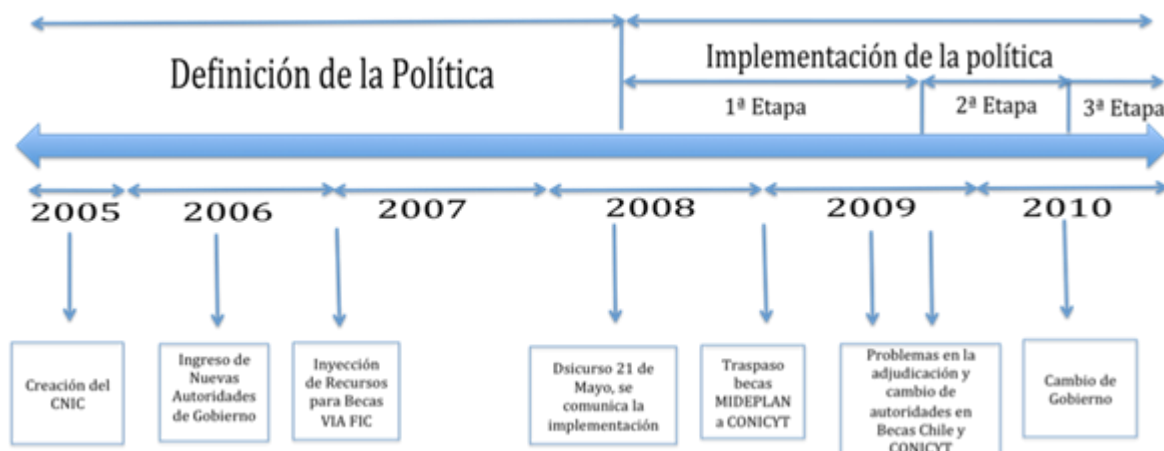 Definición de la Política
Implementación de la política
1ª Etapa
2ª Etapa
3ª Etapa
2005
2006
2007
2008
2009
2010
Creación del
CNIC
Ingreso de
Nuevas
Autoridades
de Gobierno
Inyección
de Recursos
para Becas
VIA FIC
Dsicurso 21 de
Mayo, se
comunica la
implementación
Traspaso
becas
MIDEPLAN
a CONICYT
Problemas en la
adjudicación y
cambio de
autoridades en
Becas Chile y
CONICYT
Cambio de
Gobierno